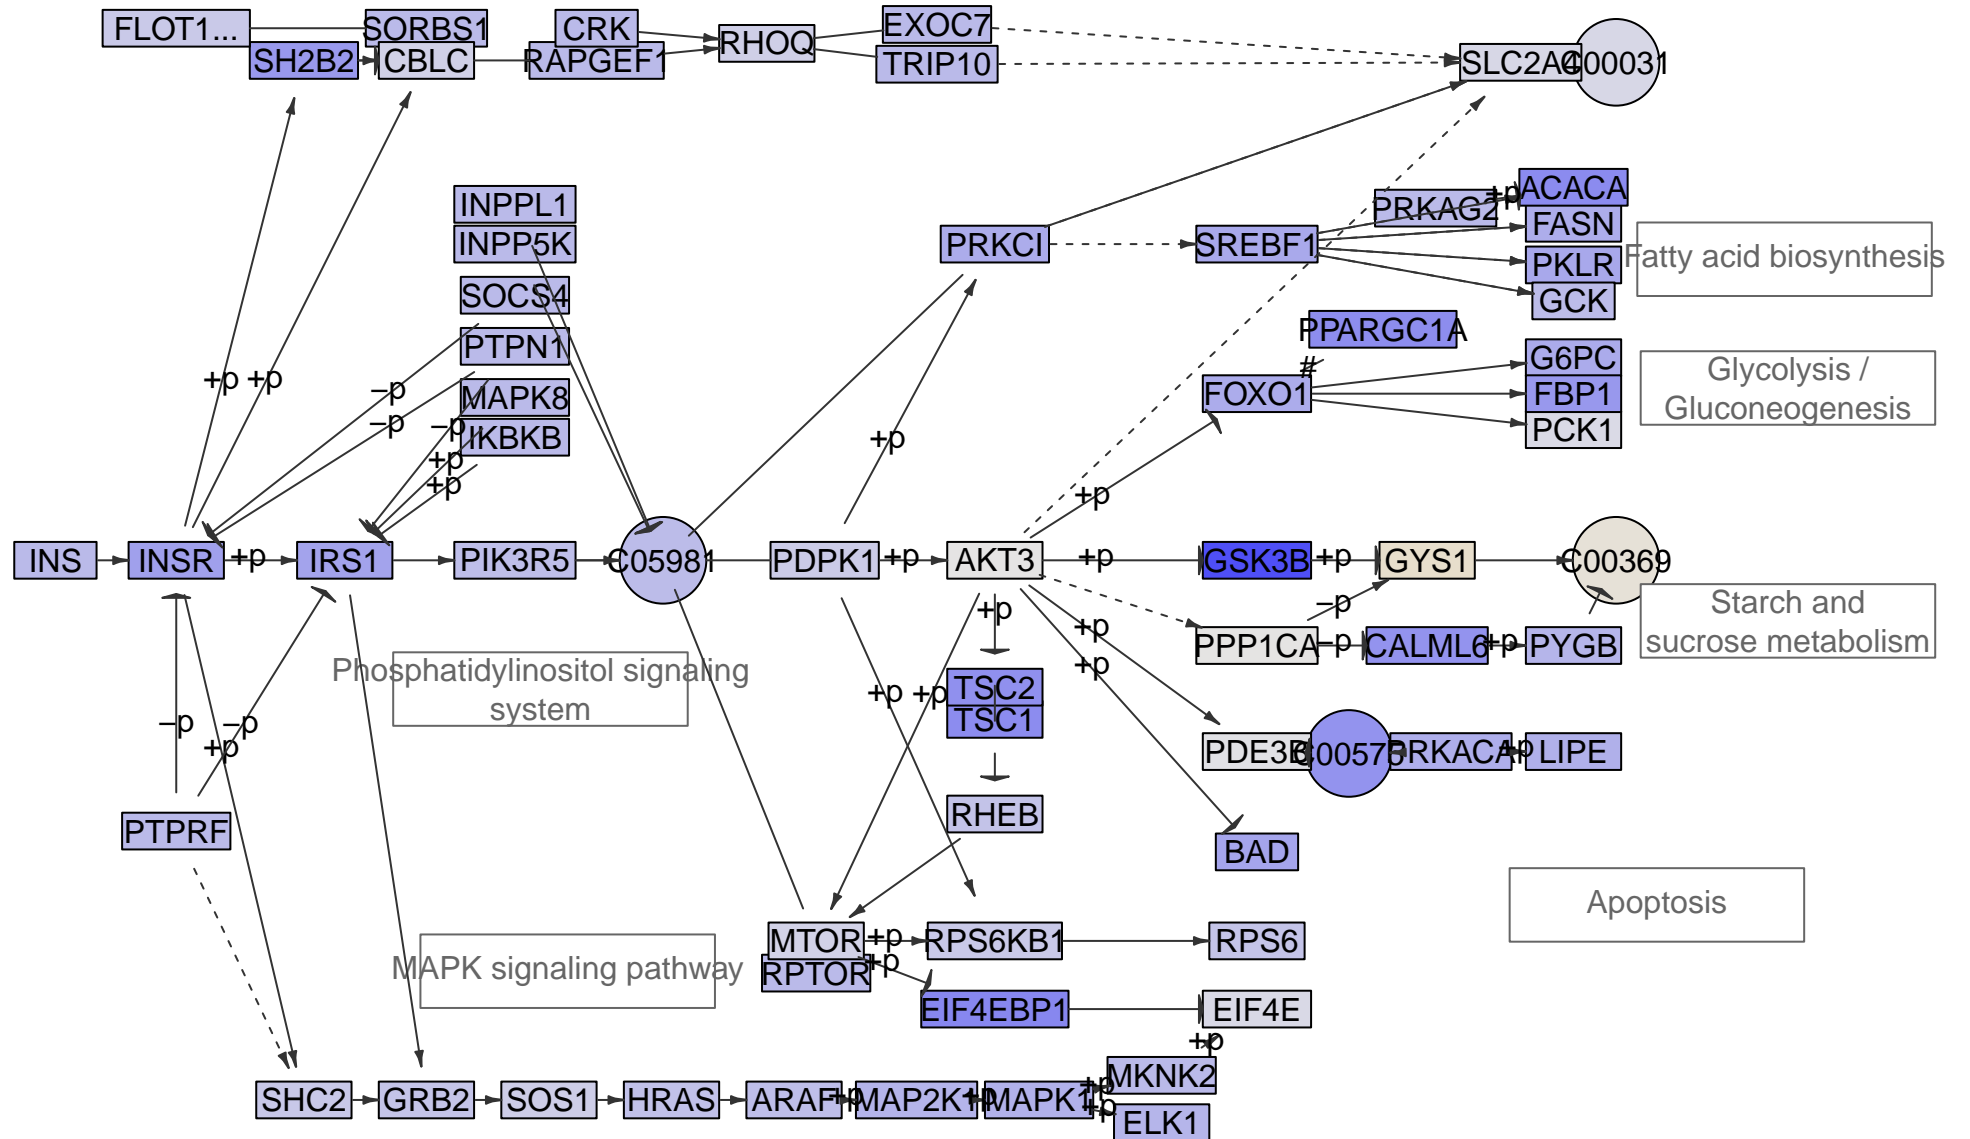 FLOT1...
SORBS1
CRK
EXOC7
SH2B2
CBLC
RAPGEF1
RHOQ
TRIP10
SLC2A4
C00031
INPPL1
INPP5K
SOCS4
PTPN1
MAPK8
IKBKB
PRKCI
SREBF1
PRKAG2
+p
ACACA
FASN
PKLR
GCK
Fatty acid biosynthesis
PPARGC1A
#
FOXO1
G6PC
FBP1
PCK1
Glycolysis /
Gluconeogenesis
+p
+p
−p
−p
−p
+p
+p
+p
+p
INS
INSR
+p
IRS1
PIK3R5
C05981
PDPK1
+p
AKT3
+p
GSK3B
+p
GYS1
C00369
−p
PPP1CA
−p
CALML6
+p
PYGB
Starch and
sucrose metabolism
+p
+p
+p
Phosphatidylinositol signaling
system
+p
+p
TSC2
TSC1
−p
−p
+p
PDE3B
C00575
PRKACA
+p
LIPE
PTPRF
RHEB
BAD
Apoptosis
MTOR
+p
RPS6KB1
RPS6
MAPK signaling pathway
RPTOR
+p
EIF4EBP1
EIF4E
+p
SHC2
GRB2
SOS1
HRAS
ARAF
+p
MAP2K1
+p
MAPK1
+p
+p
MKNK2
ELK1